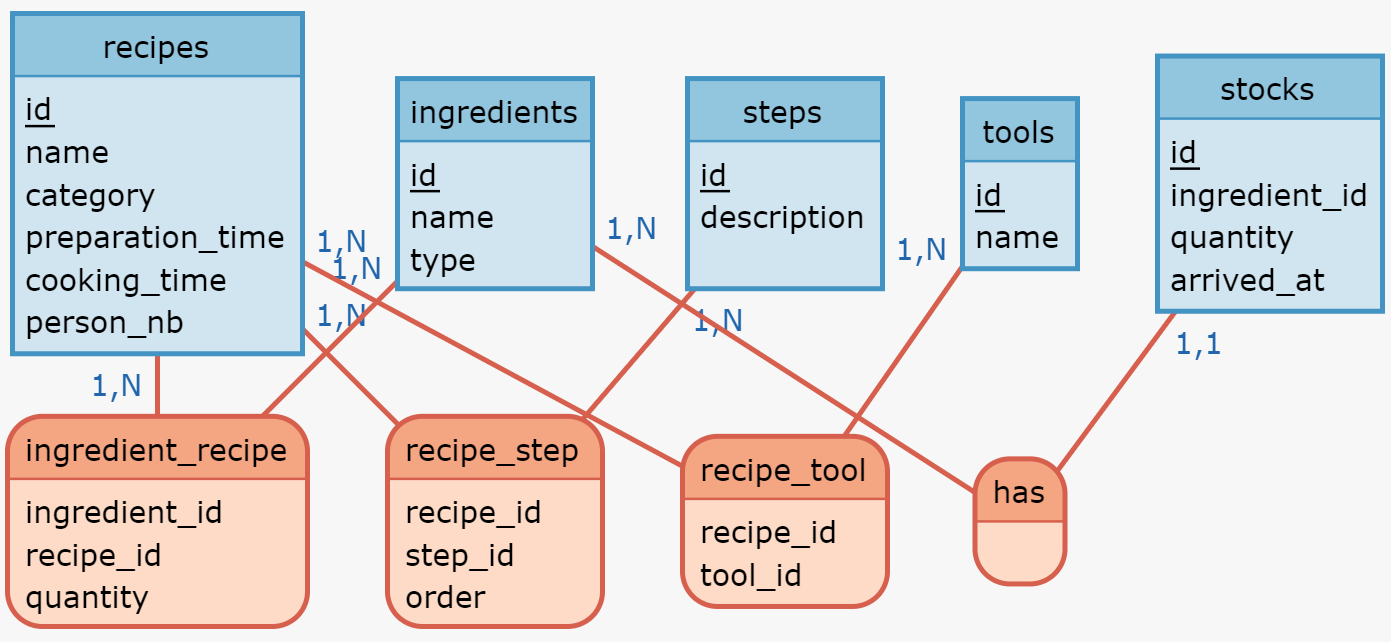 recipes
id
name
category
preparation_time
cooking_time
person_nb
ingredients
id
name
type
steps
id
description
tools
id
name
stocks
id
ingredient_id
quantity
arrived_at
1,N
1,N
1,N
1,N
1,N
1,N
1,N
1,1
ingredient_recipe
ingredient_id
recipe_id
quantity
recipe_step
recipe_id
step_id
order
recipe_tool
recipe_id
tool_id
has